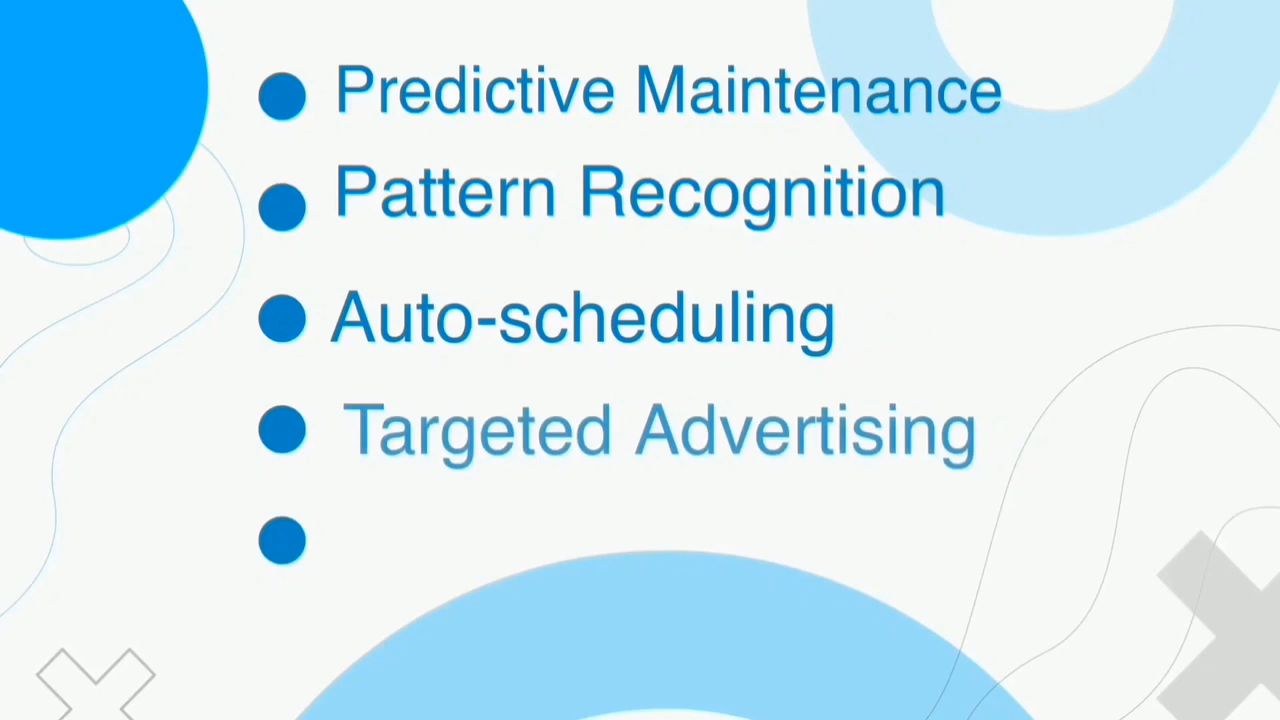 Predictive Maintenance
Pattern Recognition
Auto-scheduling
Targeted Advertising